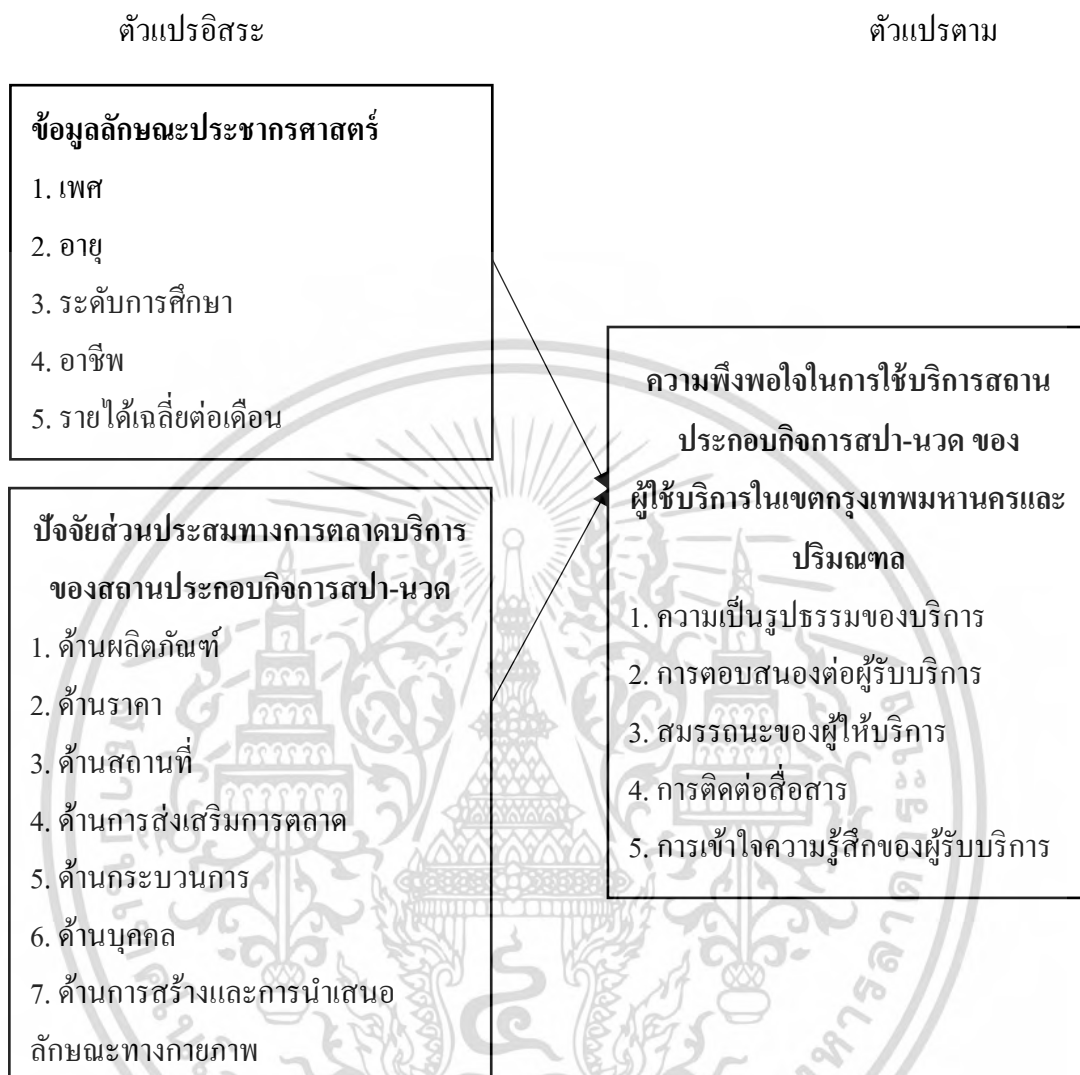 ตัวแปรอิสระ
ตัวแปรตาม
ข้อมูลลักษณะประชากรศาสตร์
1. เพศ
2. อายุ
3. ระดับการศึกษา
4. อาชีพ
5. รายได้เฉลี่ยต่อเดือน
ปัจจัยส่วนประสมทางการตลาดบริการ
ของสถานประกอบกิจการสปา-นวด
1. ด้านผลิตภัณฑ์
2. ด้านราคา
3. ด้านสถานที่
4. ด้านการส่งเสริมการตลาด
5. ด้านกระบวนการ
6. ด้านบุคคล
7. ด้านการสร้างและการนำเสนอ
ลักษณะทางกายภาพ
ความพึงพอใจในการใช้บริการสถาน
ประกอบกิจการสปา-นวด ของ
ผู้ใช้บริการในเขตกรุงเทพมหานครและ
ปริมณฑล
1. ความเป็นรูปธรรมของบริการ
2. การตอบสนองต่อผู้รับบริการ
3. สมรรถนะของผู้ให้บริการ
4. การติดต่อสื่อสาร
5. การเข้าใจความรู้สึกของผู้รับบริการ